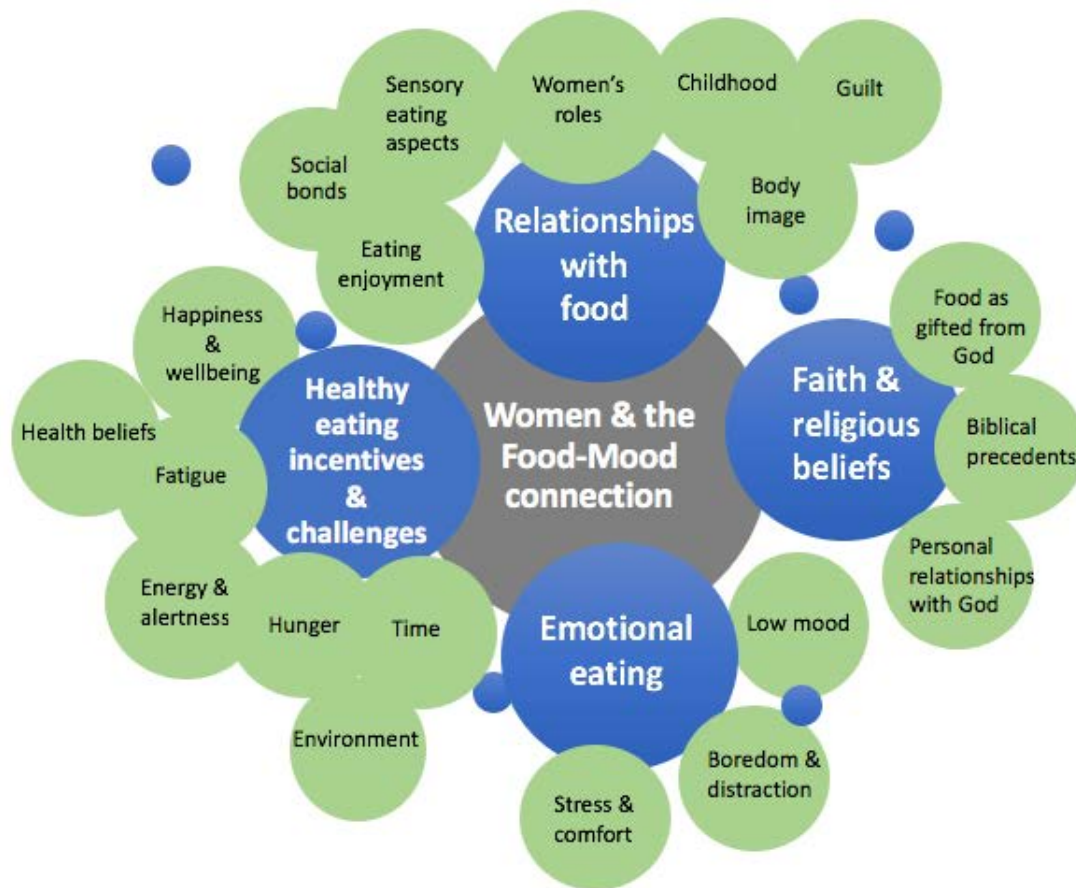 Sensory
eating
aspects
Women's
roles
Childhood
Guilt
Social
bonds
Body
image
Eating
enjoyment
Relationships
with
food
Happiness
&
wellbeing
Food as
gifted from
God
Health beliefs
Fatigue
Healthy
eating
incentives
&
challenges
Women & the
Food-Mood
connection
Faith &
religious
beliefs
Biblical
precedents
Energy &
alertness
Hunger
Time
Emotional
eating
Low mood
Personal
relationships
with God
Environment
Boredom &
distraction
Stress &
comfort